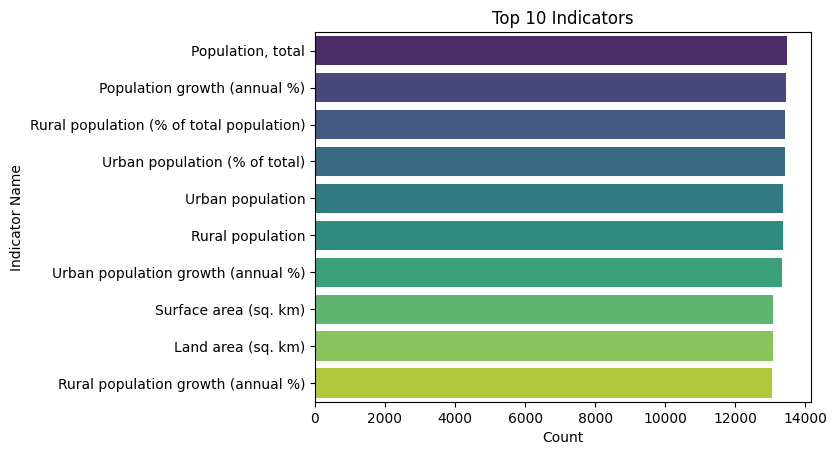 Top 10 Indicators
Indicator Name
Population, total
Population growth (annual %)
Rural population (% of total population)
Urban population (% of total)
Urban population
Rural population
Urban population growth (annual %)
Surface area (sq. km)
Land area (sq. km)
Rural population growth (annual %)
0 2000 4000 6000 8000 10000 12000 14000
Count